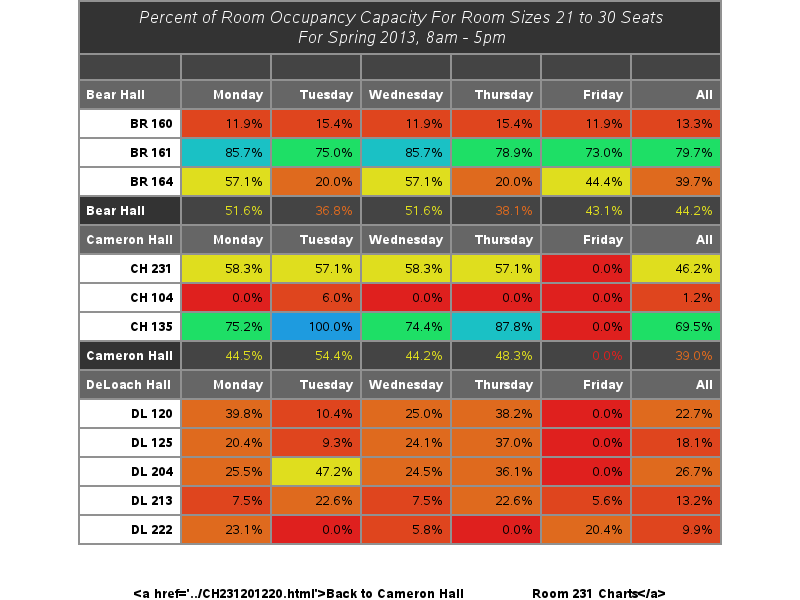 Percent of Room Occupancy Capacity For Room Sizes 21 to 30 Seats
For Spring 2013, 8am - 5pm
Bear Hall Monday Tuesday Wednesday Thursday Friday All
BR 160 11.9% 15.4% 11.9% 15.4% 11.9% 13.3%
BR 161 85.7% 75.0% 85.7% 78.9% 73.0% 79.7%
BR 164 57.1% 20.0% 57.1% 20.0% 44.4% 39.7%
Bear Hall 51.6% 36.8% 51.6% 38.1% 43.1% 44.2%
Cameron Hall Monday Tuesday Wednesday Thursday Friday All
CH 231 58.3% 57.1% 58.3% 57.1% 0.0% 46.2%
CH 104 0.0% 6.0% 0.0% 0.0% 0.0% 1.2%
CH 135 75.2% 100.0% 74.4% 87.8% 0.0% 69.5%
Cameron Hall 44.5% 54.4% 44.2% 48.3% 0.0% 39.0%
DeLoach Hall Monday Tuesday Wednesday Thursday Friday All
DL 120 39.8% 10.4% 25.0% 38.2% 0.0% 22.7%
DL 125 20.4% 9.3% 24.1% 37.0% 0.0% 18.1%
DL 204 25.5% 47.2% 24.5% 36.1% 0.0% 26.7%
DL 213 7.5% 22.6% 7.5% 22.6% 5.6% 13.2%
DL 222 23.1% 0.0% 5.8% 0.0% 20.4% 9.9%
<a href='../CH231201220.html'>Back to Cameron Hall Room 231 Charts</a>